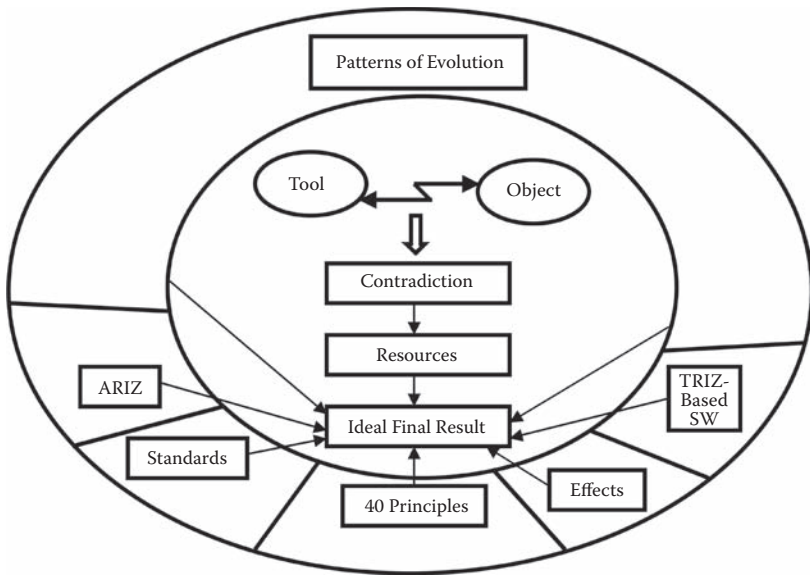 Patterns of Evolution
Tool
Object
Contradiction
Resources
ARIZ
TRIZ-
Based
SW
Ideal Final Result
Standards
Effects
40 Principles